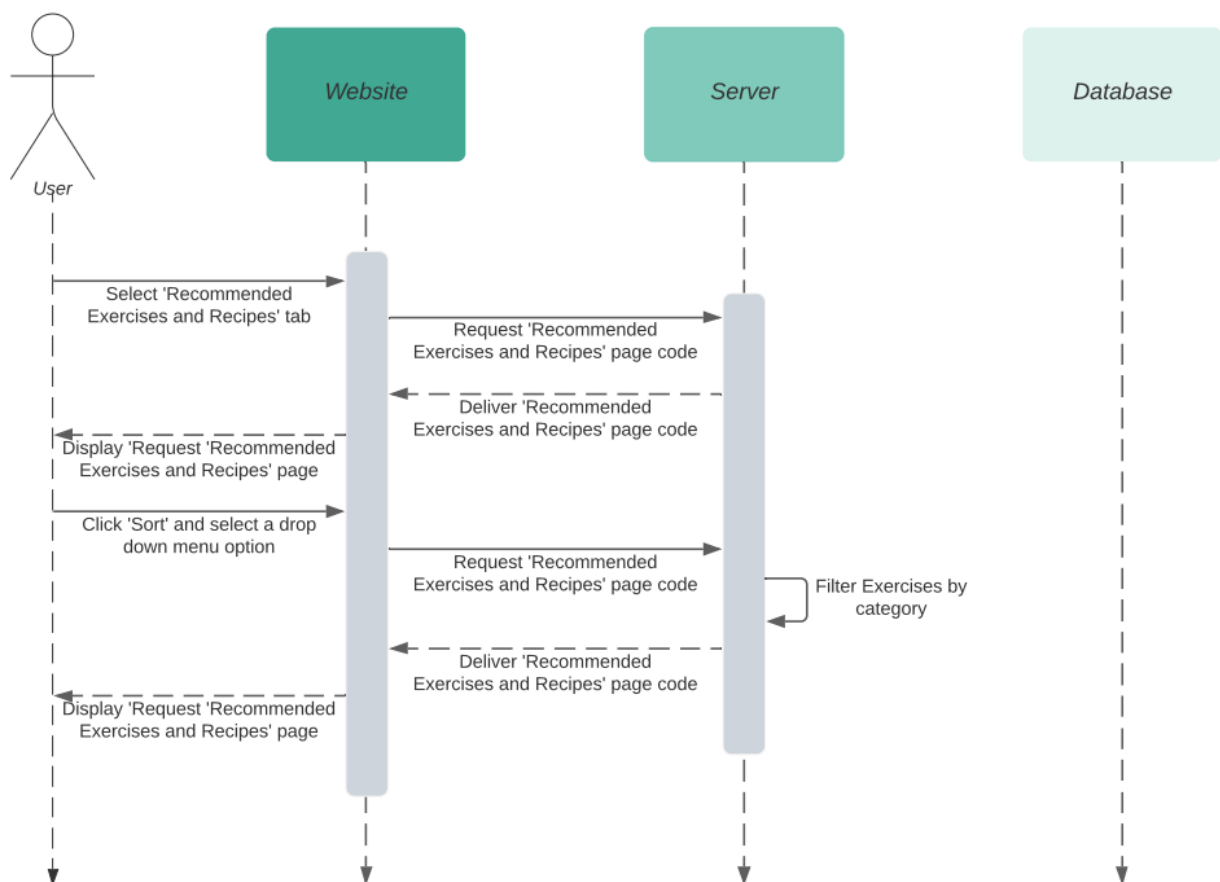 Website
Server
Database
User
Select 'Recommended
Exercises and Recipes' tab
Request 'Recommended
Exercises and Recipes' page code
Deliver 'Recommended
Exercises and Recipes' page code
Display 'Request 'Recommended
Exercises and Recipes' page
Click 'Sort' and select a drop
down menu option
Request 'Recommended
Exercises and Recipes' page code
Filter Exercises by
category
Deliver 'Recommended
Exercises and Recipes' page code
Display 'Request 'Recommended
Exercises and Recipes' page